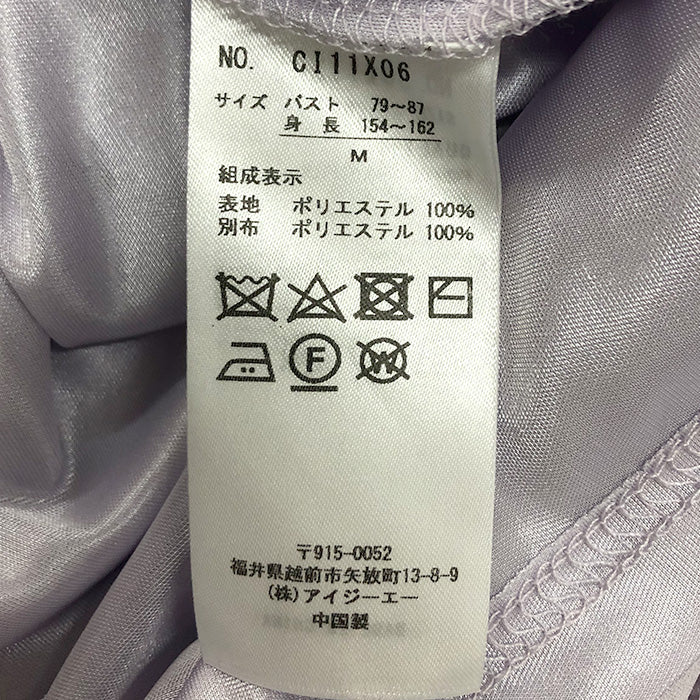 NO. CI11X06
サイズ バスト 79～87
身長 154～162
M
組成表示
表地 ポリエステル 100%
別布 ポリエステル 100%
F
W
〒915-0052
福井県越前市矢放町13-8-9
(株)アイジーエー
中国製